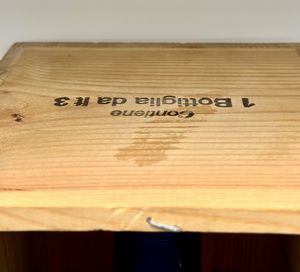 Contiene
1 Bottiglia da lt 3